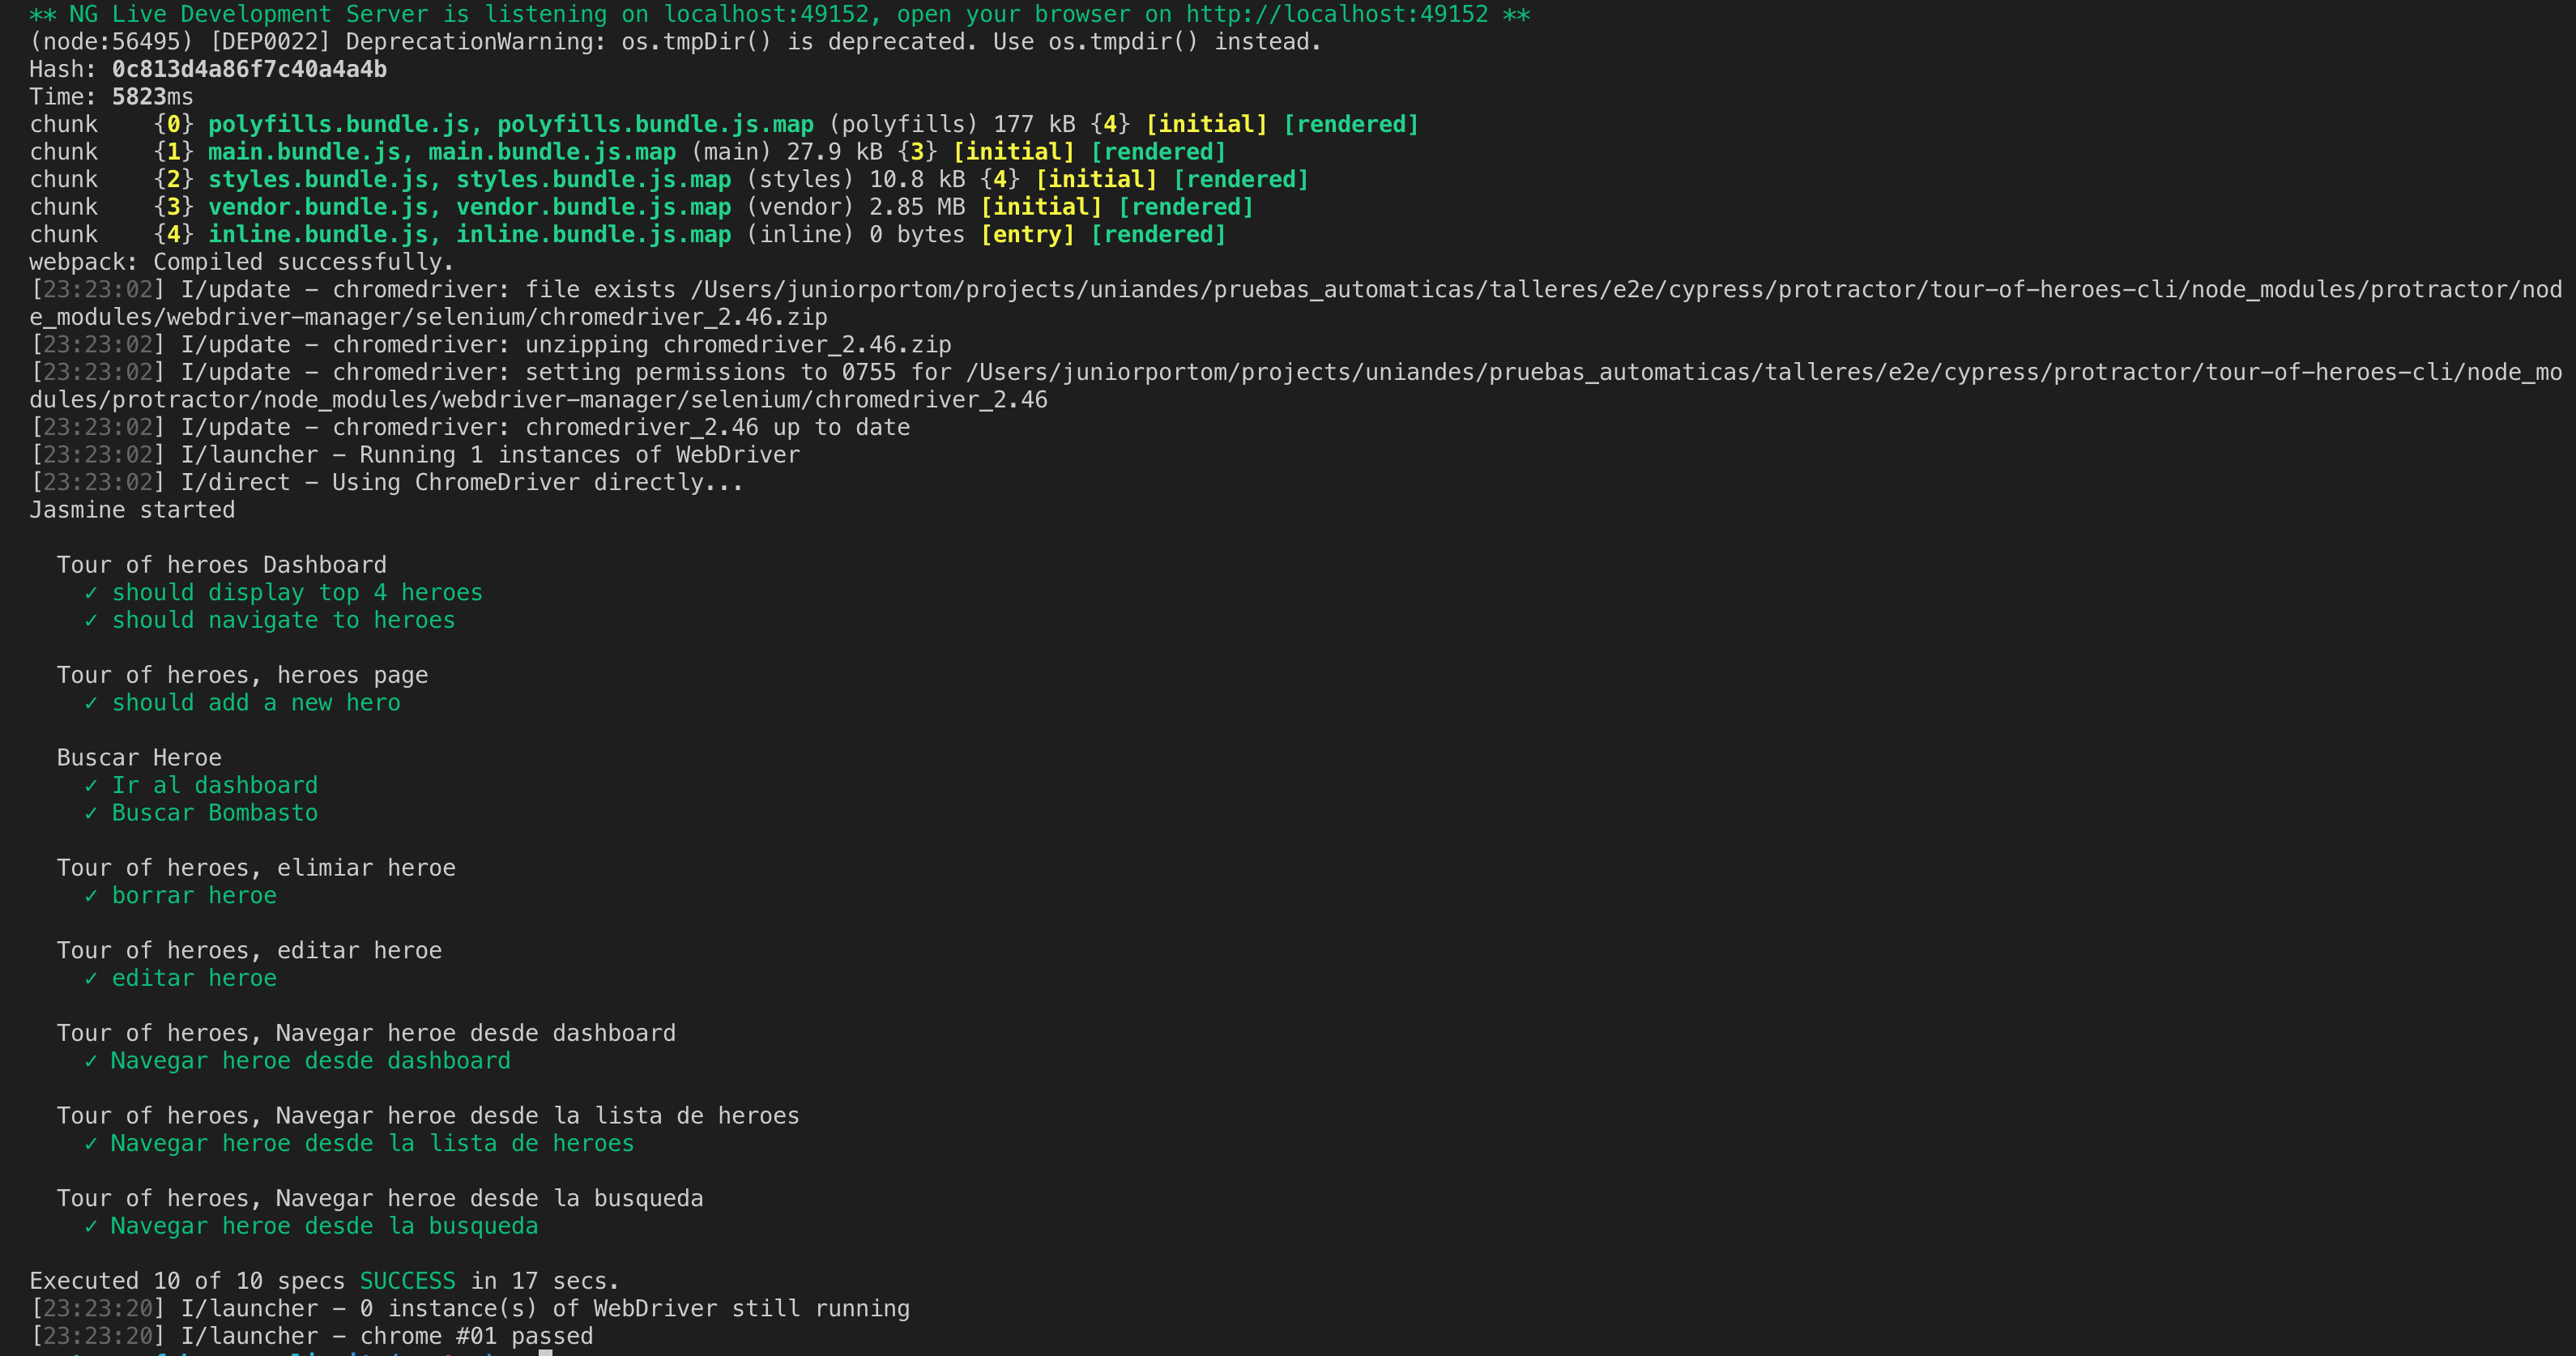 ** NG Live Development Server is listening on localhost:49152, open your browser on http://localhost:49152 **
(node:56495) [DEP0022] DeprecationWarning: os.tmpDir() is deprecated. Use os.tmpdir() instead.
Hash: 0c813d4a86f7c40a4a4b
Time: 5823ms
chunk    {0} polyfills.bundle.js, polyfills.bundle.js.map (polyfills) 177 kB {4} [initial] [rendered]
chunk    {1} main.bundle.js, main.bundle.js.map (main) 27.9 kB {3} [initial] [rendered]
chunk    {2} styles.bundle.js, styles.bundle.js.map (styles) 10.8 kB {4} [initial] [rendered]
chunk    {3} vendor.bundle.js, vendor.bundle.js.map (vendor) 2.85 MB [initial] [rendered]
chunk    {4} inline.bundle.js, inline.bundle.js.map (inline) 0 bytes [entry] [rendered]
webpack: Compiled successfully.
[23:23:02] I/update - chromedriver: file exists /Users/juniorportom/projects/uniandes/pruebas_automaticas/talleres/e2e/cypress/protractor/tour-of-heroes-cli/node_modules/protractor/nod
e_modules/webdriver-manager/selenium/chromedriver_2.46.zip
[23:23:02] I/update - chromedriver: unzipping chromedriver_2.46.zip
[23:23:02] I/update - chromedriver: setting permissions to 0755 for /Users/juniorportom/projects/uniandes/pruebas_automaticas/talleres/e2e/cypress/protractor/tour-of-heroes-cli/node_mo
dules/protractor/node_modules/webdriver-manager/selenium/chromedriver_2.46
[23:23:02] I/update - chromedriver: chromedriver_2.46 up to date
[23:23:02] I/launcher - Running 1 instances of WebDriver
[23:23:02] I/direct - Using ChromeDriver directly...
Jasmine started
Tour of heroes Dashboard
✓ should display top 4 heroes
✓ should navigate to heroes
Tour of heroes, heroes page
✓ should add a new hero
Buscar Heroe
✓ Ir al dashboard
✓ Buscar Bombasto
Tour of heroes, elimiar heroe
✓ borrar heroe
Tour of heroes, editar heroe
✓ editar heroe
Tour of heroes, Navegar heroe desde dashboard
✓ Navegar heroe desde dashboard
Tour of heroes, Navegar heroe desde la lista de heroes
✓ Navegar heroe desde la lista de heroes
Tour of heroes, Navegar heroe desde la busqueda
✓ Navegar heroe desde la busqueda
Executed 10 of 10 specs SUCCESS in 17 secs.
[23:23:20] I/launcher - 0 instance(s) of WebDriver still running
[23:23:20] I/launcher - chrome #01 passed